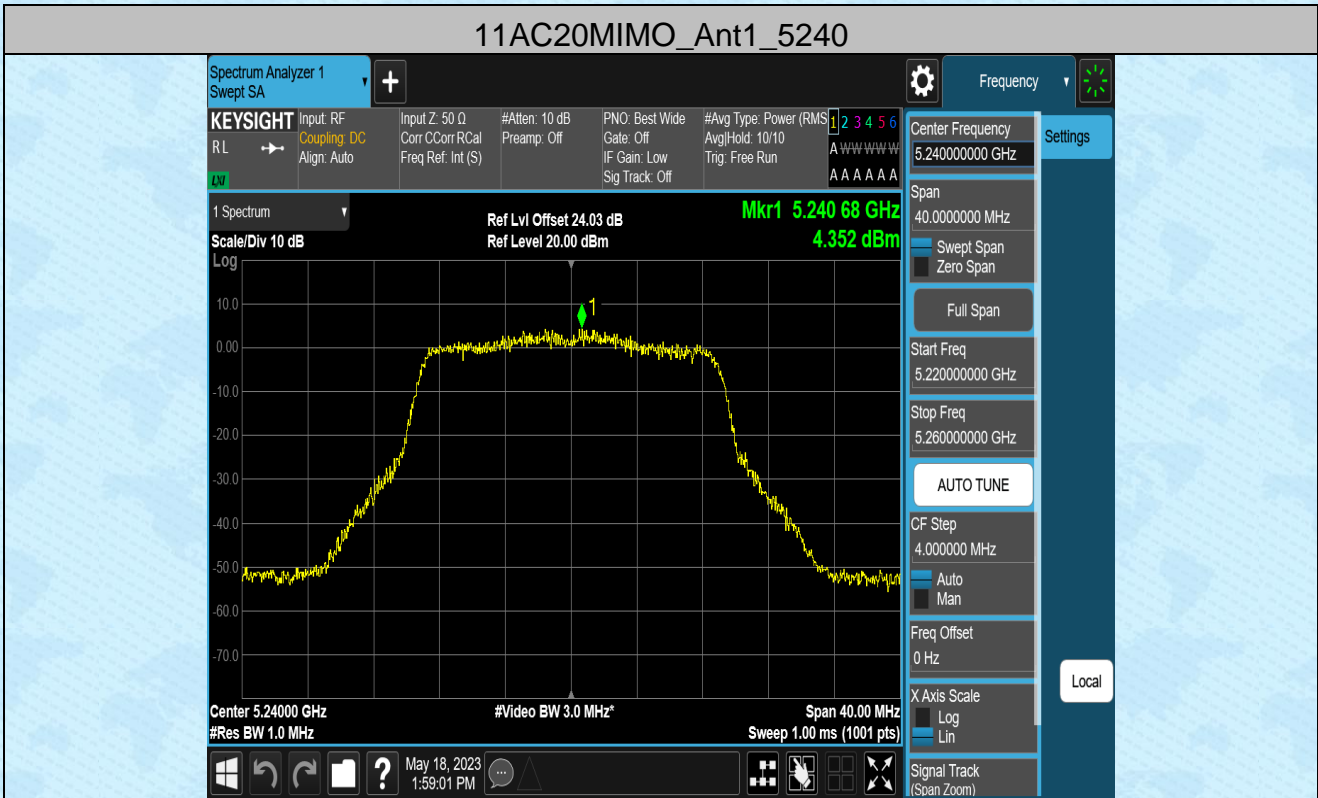 11AC20MIMO_Ant1_5240
Spectrum Analyzer 1
Swept SA
+
Frequency
KEYSIGHT
RL
LXI
Input: RF
Coupling: DC
Align: Auto
Input Z: 50 Ω
Corr CCorr RCal
Freq Ref: Int (S)
#Atten: 10 dB
Preamp: Off
PNO: Best Wide
Gate: Off
IF Gain: Low
Sig Track: Off
#Avg Type: Power (RMS
Avg|Hold: 10/10
Trig: Free Run
1 2 3 4 5 6
A W W W W W
A A A A A A
Center Frequency
5.240000000 GHz
Settings
1 Spectrum
Scale/Div 10 dB
Log
Ref Lvl Offset 24.03 dB
Ref Level 20.00 dBm
Mkr1 5.240 68 GHz
4.352 dBm
Span
40.0000000 MHz
Swept Span
Zero Span
Full Span
Start Freq
5.220000000 GHz
Stop Freq
5.260000000 GHz
AUTO TUNE
CF Step
4.000000 MHz
Auto
Man
Freq Offset
0 Hz
X Axis Scale
Log
Lin
Signal Track
(Span Zoom)
Local
1
10.0
0.00
-10.0
-20.0
-30.0
-40.0
-50.0
-60.0
-70.0
Center 5.24000 GHz
#Res BW 1.0 MHz
#Video BW 3.0 MHz*
Span 40.00 MHz
Sweep 1.00 ms (1001 pts)
?
May 18, 2023
1:59:01 PM